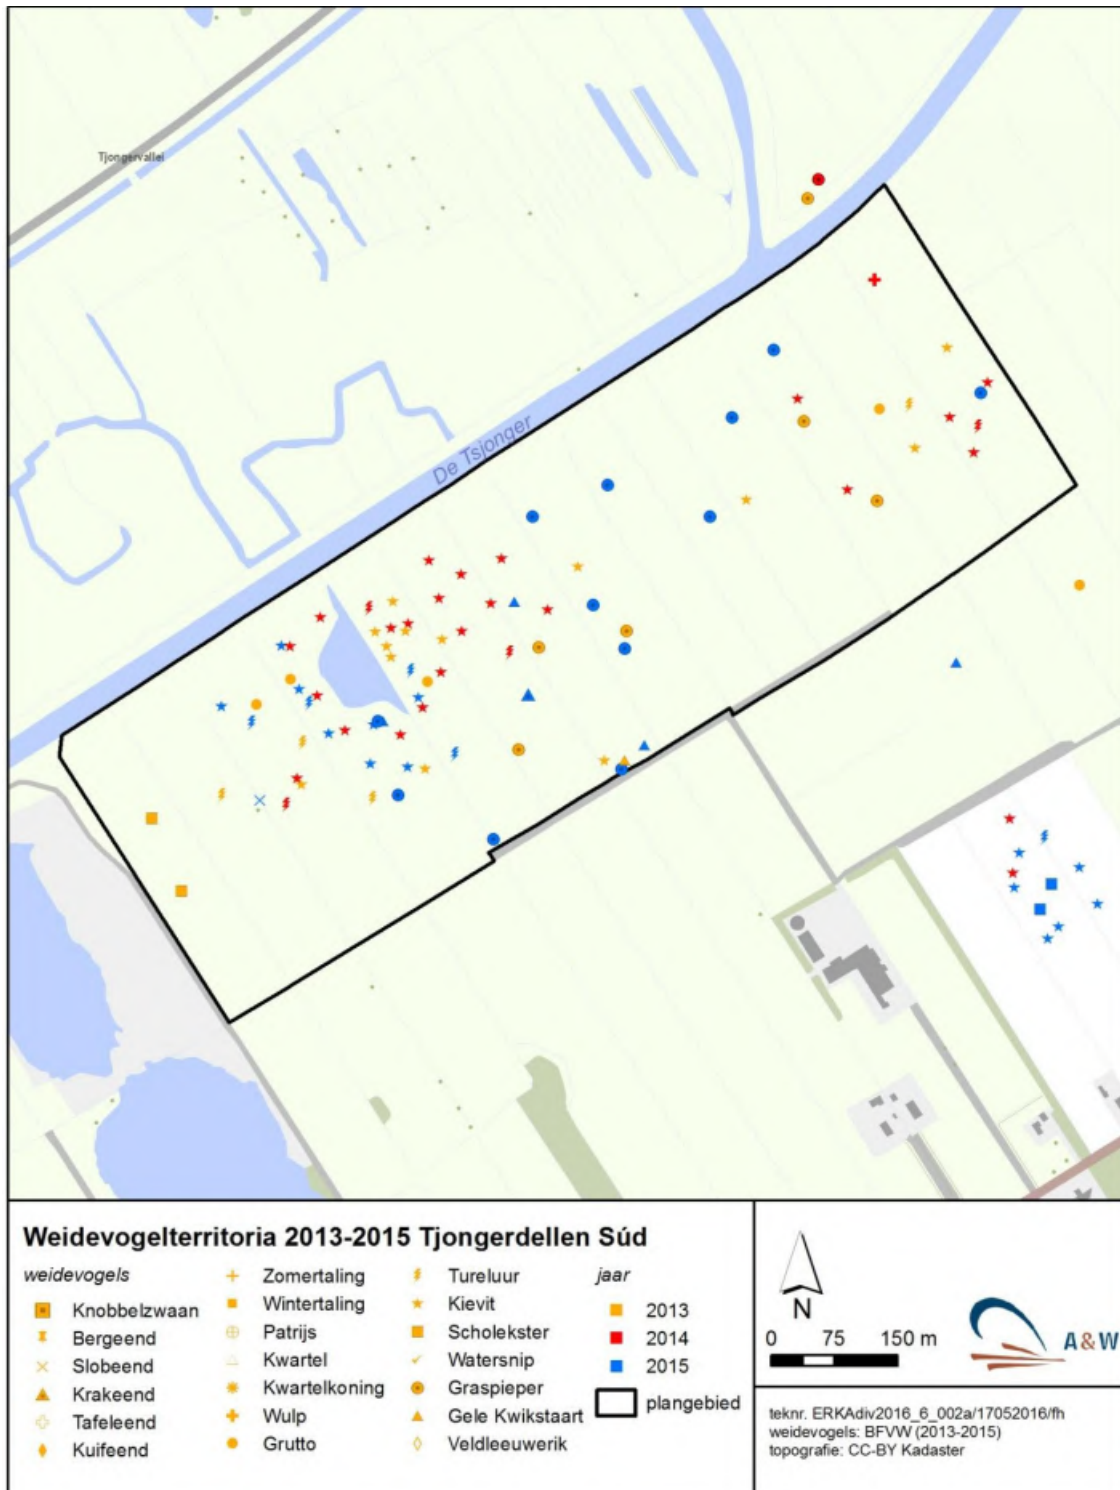 Tjongervallei
De Tsjonger
Weidevogelterritoria 2013-2015 Tjongerdellen Súd
weidevogels
Knobbelzwaan
Bergeend
Slobeend
Krakeend
Tafeleend
Kuifeend
Zomertaling
Wintertaling
Patrijs
Kwartel
Kwartelkoning
Wulp
Grutto
Tureluur
Kievit
Scholekster
Watersnip
Graspieper
Gele Kwikstaart
Veldleeuwerik
jaar
2013
2014
2015
plangebied
N
0 75 150 m
A&W
teknr. ERKAdiv2016_6_002a/17052016/fh
weidevogels: BFVW (2013-2015)
topografie: CC-BY Kadaster